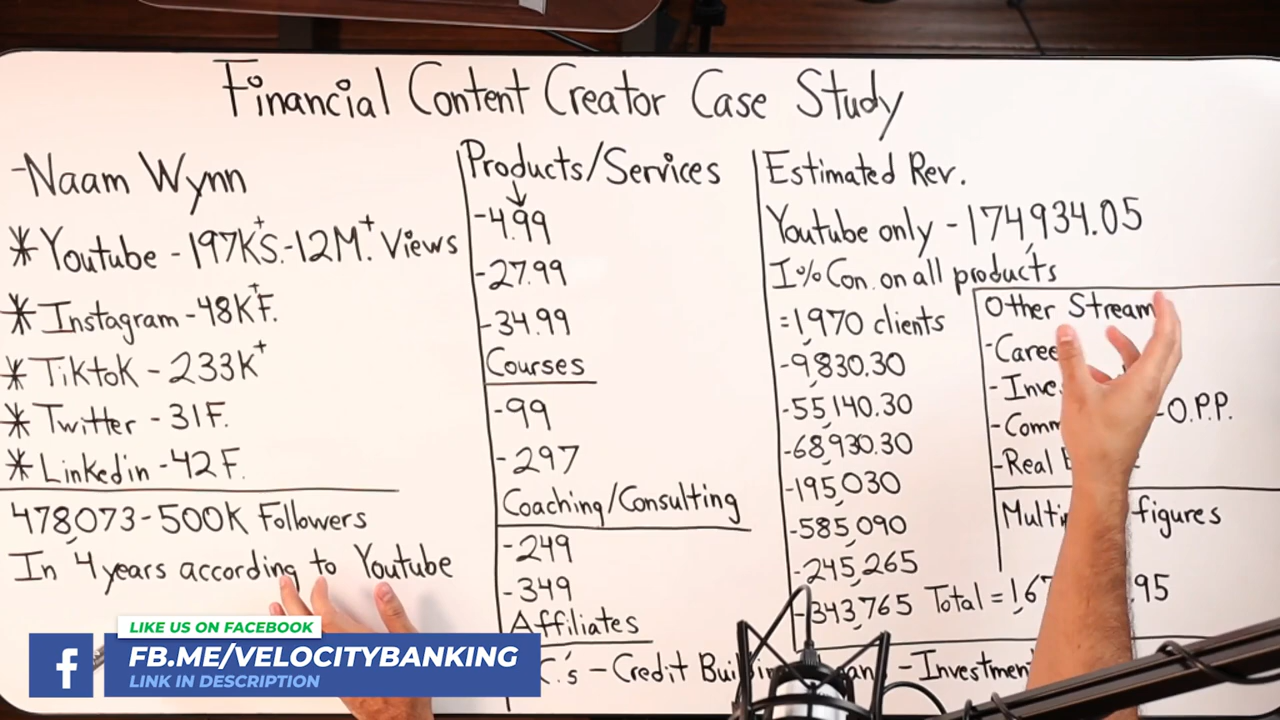 Financial Content Creator Case Study
-Naam Wynn
* Youtube - 197K+S.-12M.+ Views
* Instagram - 48K+F.
* Tiktok - 233K+
* Twitter - 31F.
* Linkedin - 42F.
478,073-500K Followers
In 4 years according to Youtube
Products/Services
-4.99
-27.99
-34.99
Courses
-99
-297
Coaching/Consulting
-249
-349
Affiliates
C.'s - Credit - Investment
Estimated Rev.
Youtube only - 174,934.05
1% Con. on all products
=1,970 clients
-9,830.30
-55,140.30
-68,930.30
-195,030
-585,090
-245,265
-343,765 Total =
Other Stream
-O.P.P.
-Real
figures
LIKE US ON FACEBOOK
FB.ME/VELOCITYBANKING
LINK IN DESCRIPTION